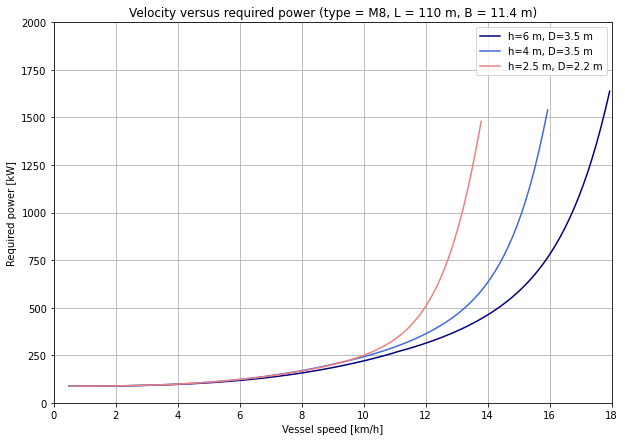 Velocity versus required power (type = M8, L = 110 m, B = 11.4 m)
h=6 m, D=3.5 m
h=4 m, D=3.5 m
h=2.5 m, D=2.2 m
Required power [kW]
2000
1750
1500
1250
1000
750
500
250
0
0 2 4 6 8 10 12 14 16 18
Vessel speed [km/h]